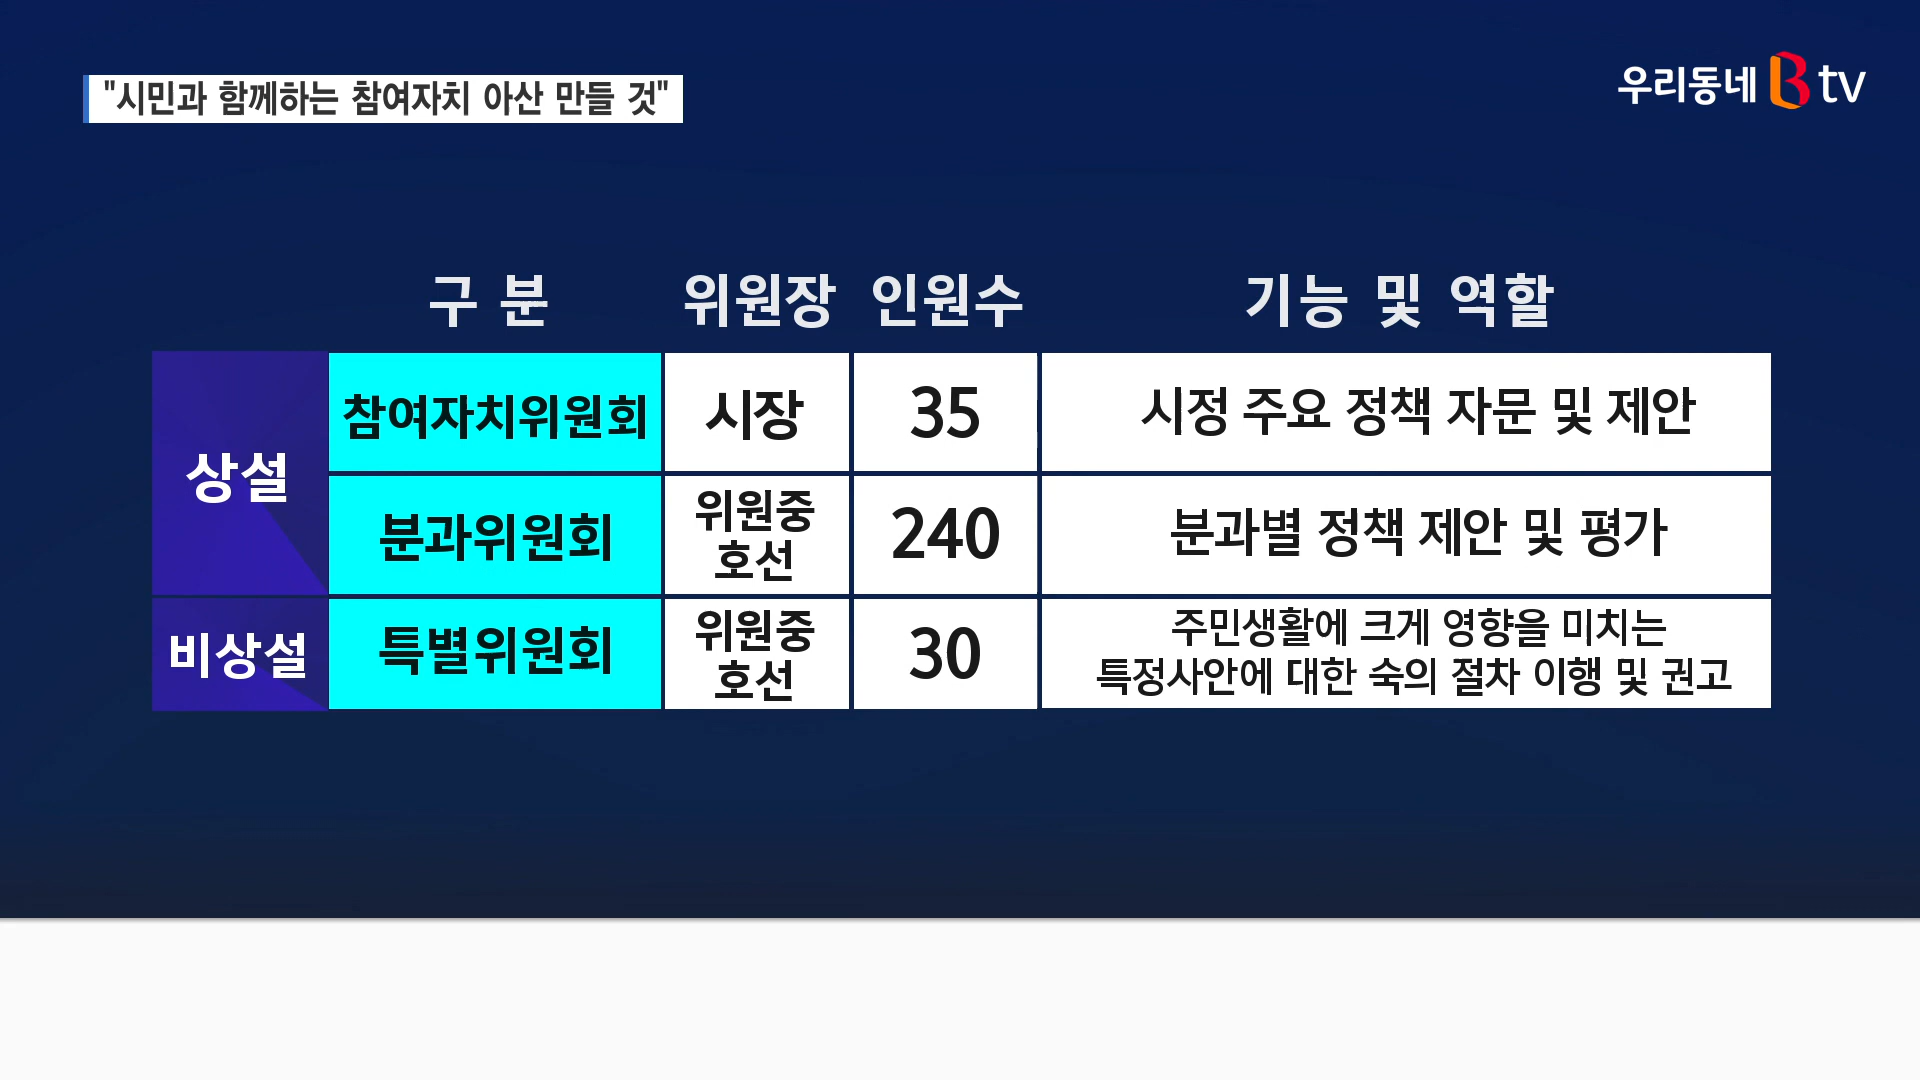 "시민과 함께하는 참여자치 아산 만들 것"
우리동네 B tv
구 분 위원장 인원수 기능 및 역할
상설
참여자치위원회 시장 35 시정 주요 정책 자문 및 제안
분과위원회 위원중 호선 240 분과별 정책 제안 및 평가
비상설
특별위원회 위원중 호선 30 주민생활에 크게 영향을 미치는
특정사안에 대한 숙의 절차 이행 및 권고